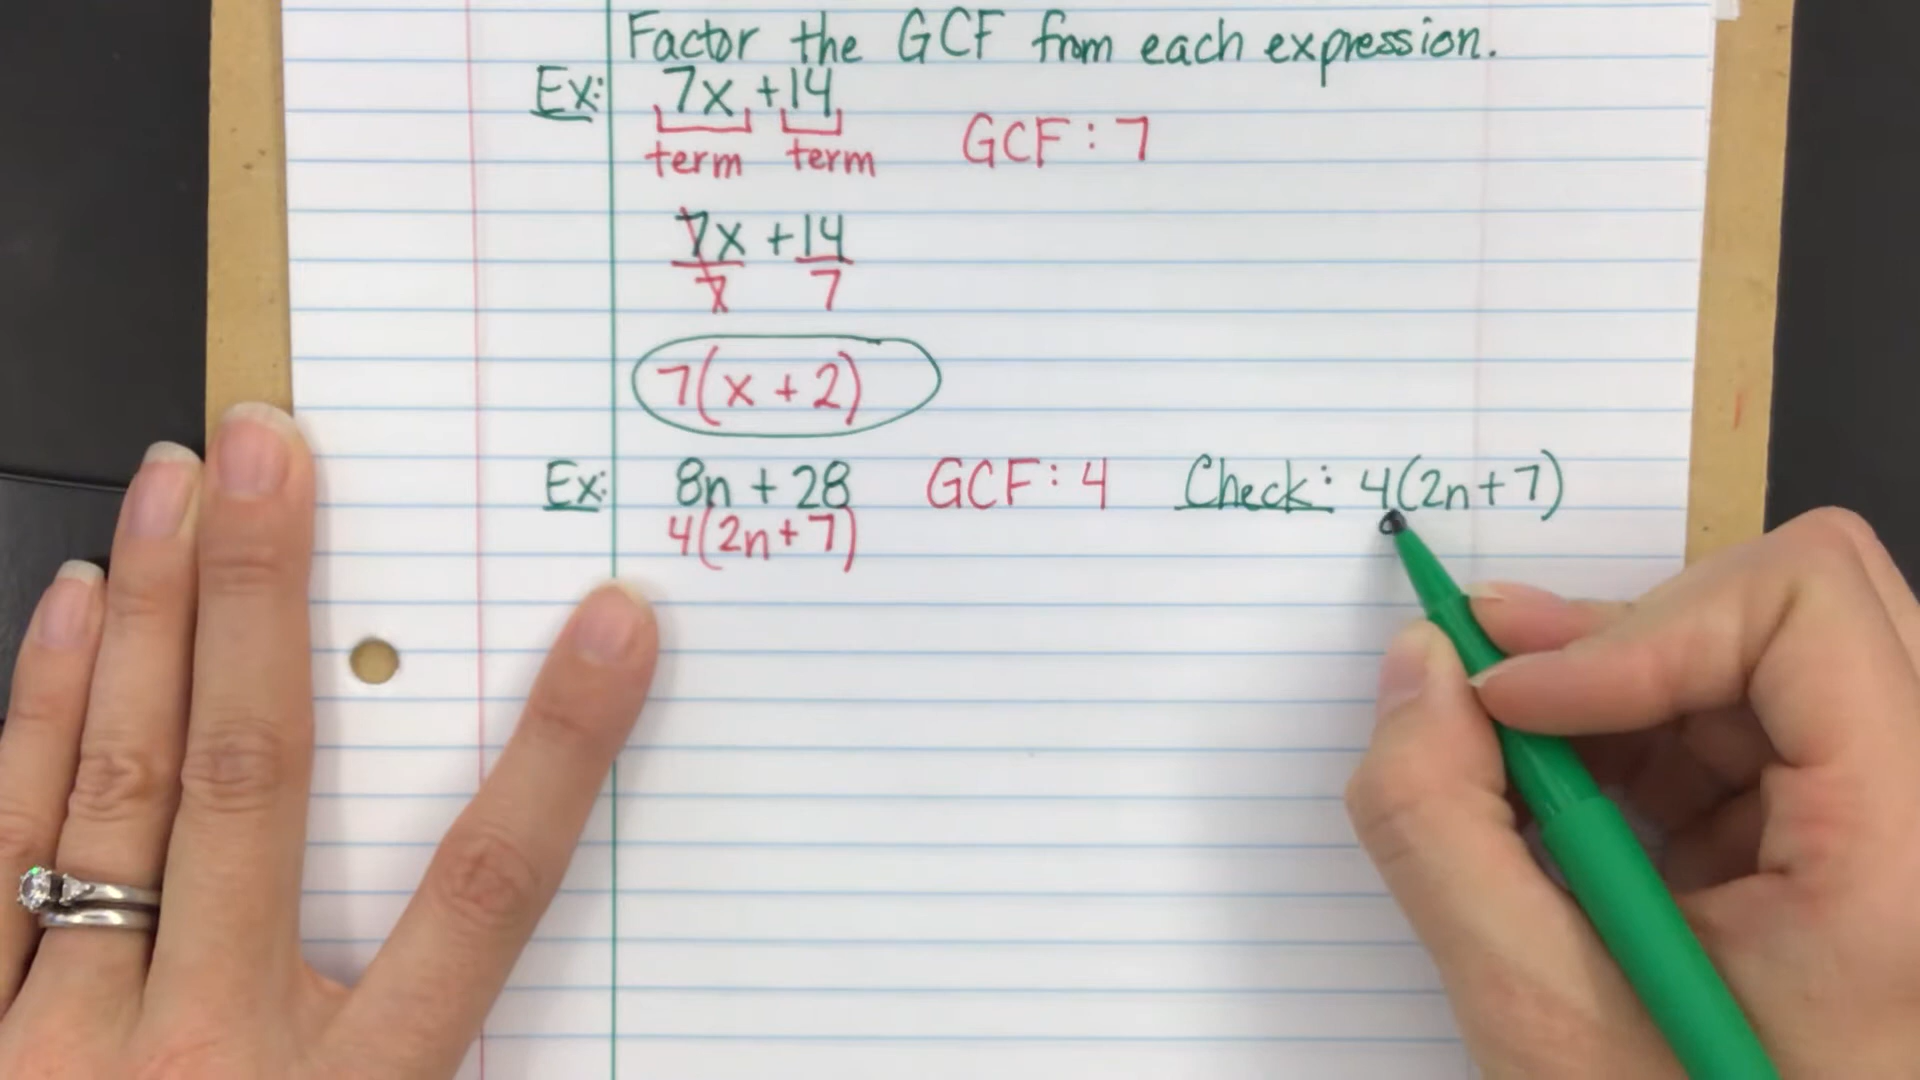 Factor the GCF from each expression.
Ex: 7x + 14
term term GCF: 7
7x + 14
7 7
7(x + 2)
Ex: 8n + 28 GCF: 4 Check: 4(2n + 7)
4(2n + 7)